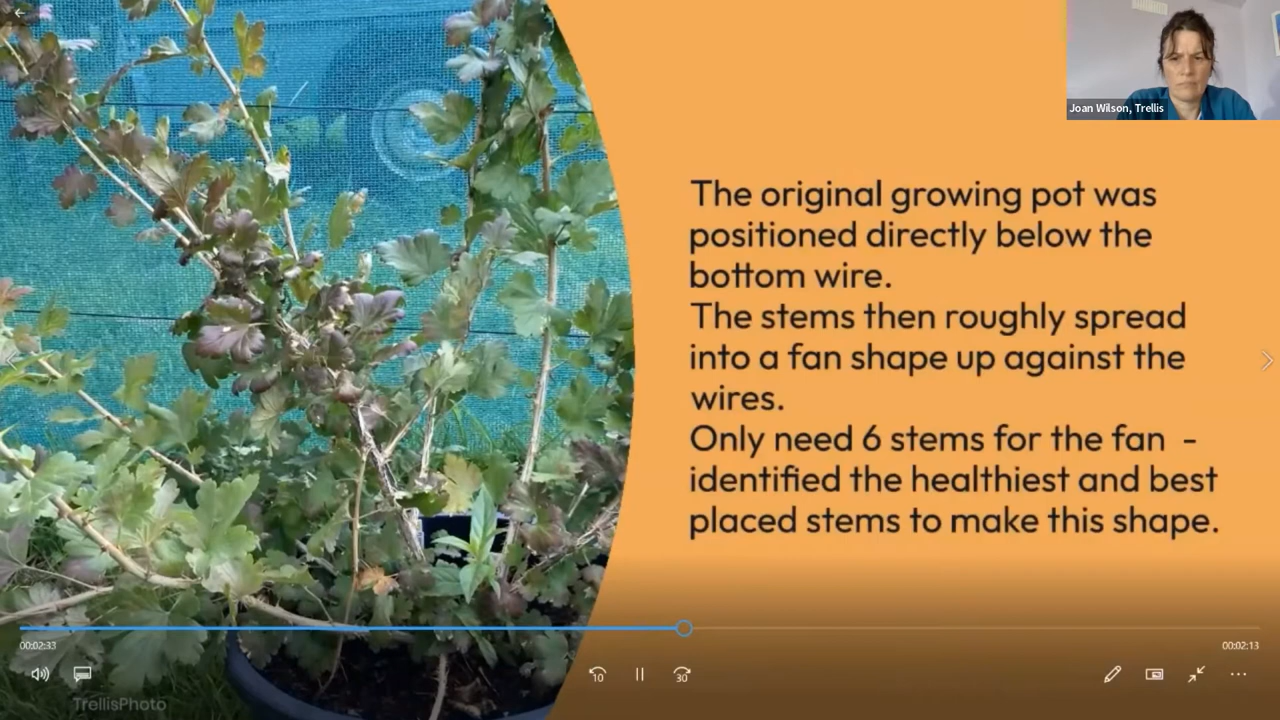 Joan Wilson, Trellis
The original growing pot was
positioned directly below the
bottom wire.
The stems then roughly spread
into a fan shape up against the
wires.
Only need 6 stems for the fan -
identified the healthiest and best
placed stems to make this shape.
00:02:33
00:02:13
10
30
TrellisPhoto